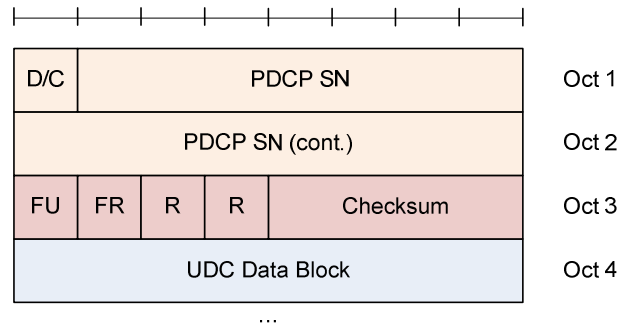 D/C PDCP SN Oct 1
PDCP SN (cont.) Oct 2
FU FR R R Checksum Oct 3
UDC Data Block Oct 4
...